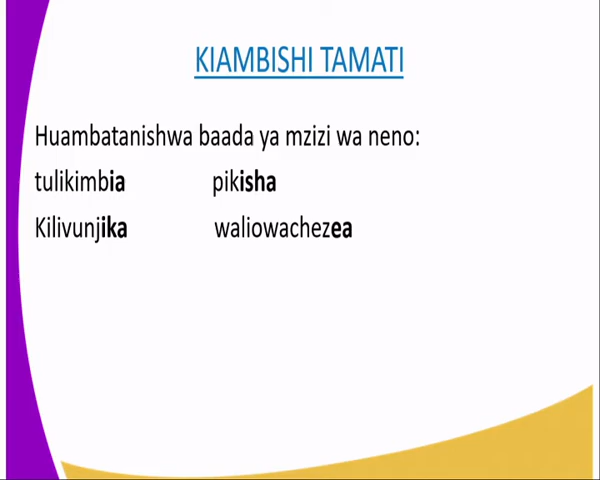 KIAMBISHI TAMATI
Huambatanishwa baada ya mzizi wa neno:
tulikimbia pikisha
Kilivunjika waliowachezea